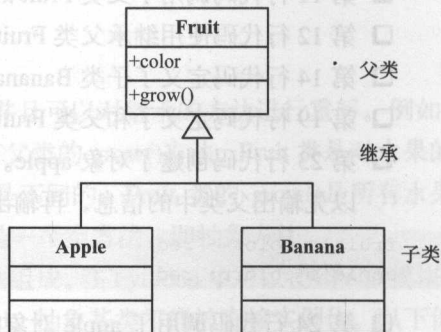 Fruit
+color
父类
+grow()
继承
Apple
Banana
子类